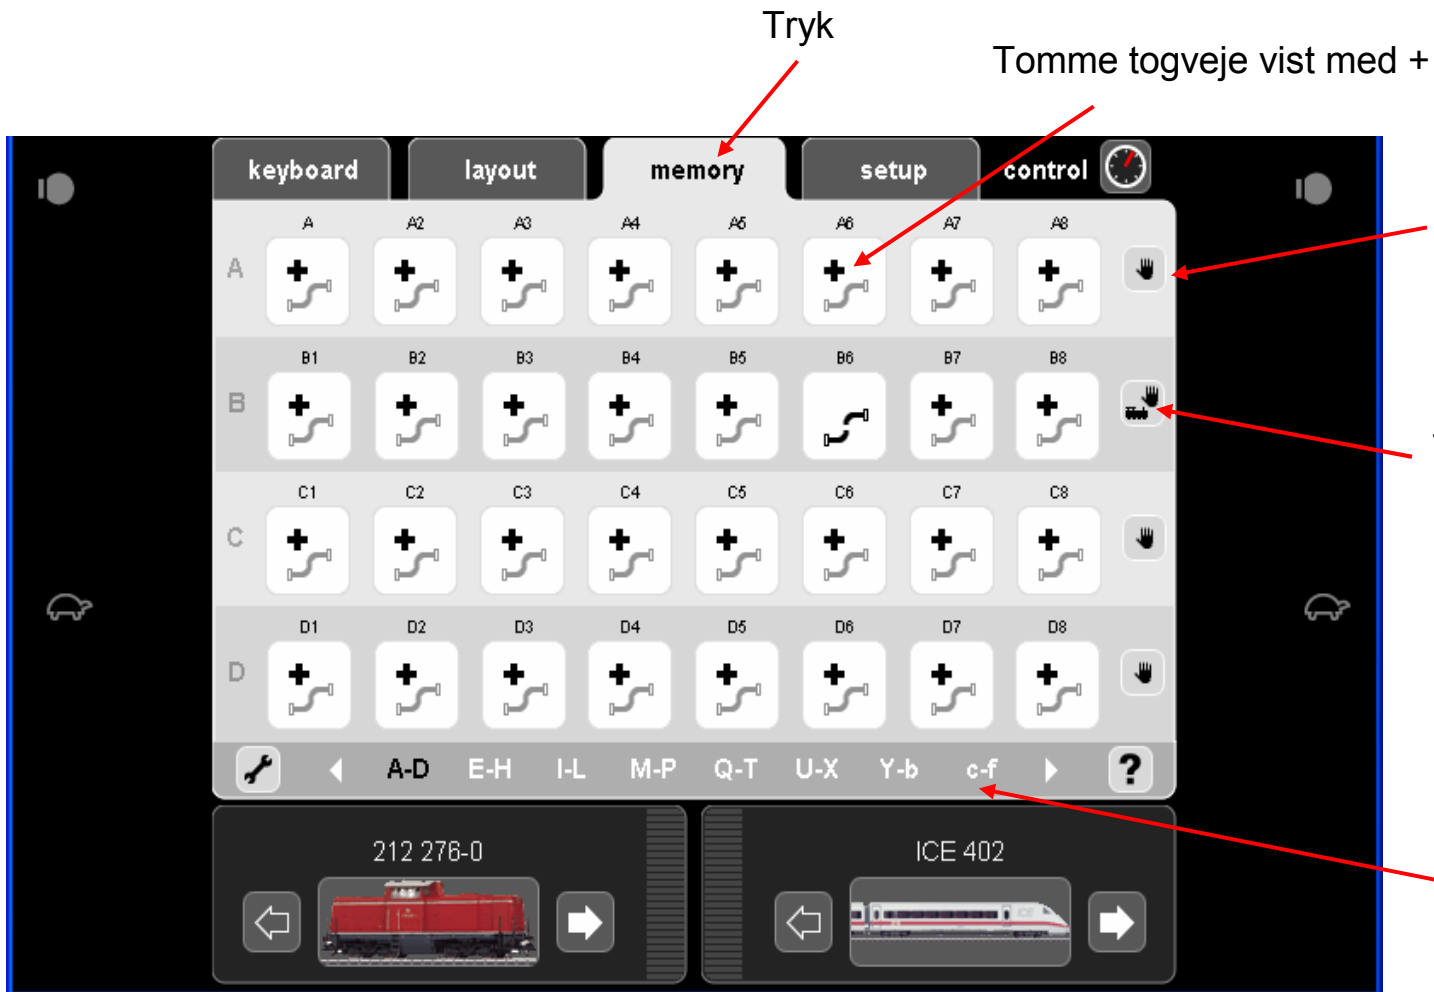 Tryk
Tomme togveje vist med +
keyboard layout memory setup control
A A2 A3 A4 A5 A6 A7 A8
A
B1 B2 B3 B4 B5 B6 B7 B8
B
C1 C2 C3 C4 C5 C6 C7 C8
C
D1 D2 D3 D4 D5 D6 D7 D8
D
A-D E-H I-L M-P Q-T U-X Y-b c-f ?
212 276-0 ICE 402